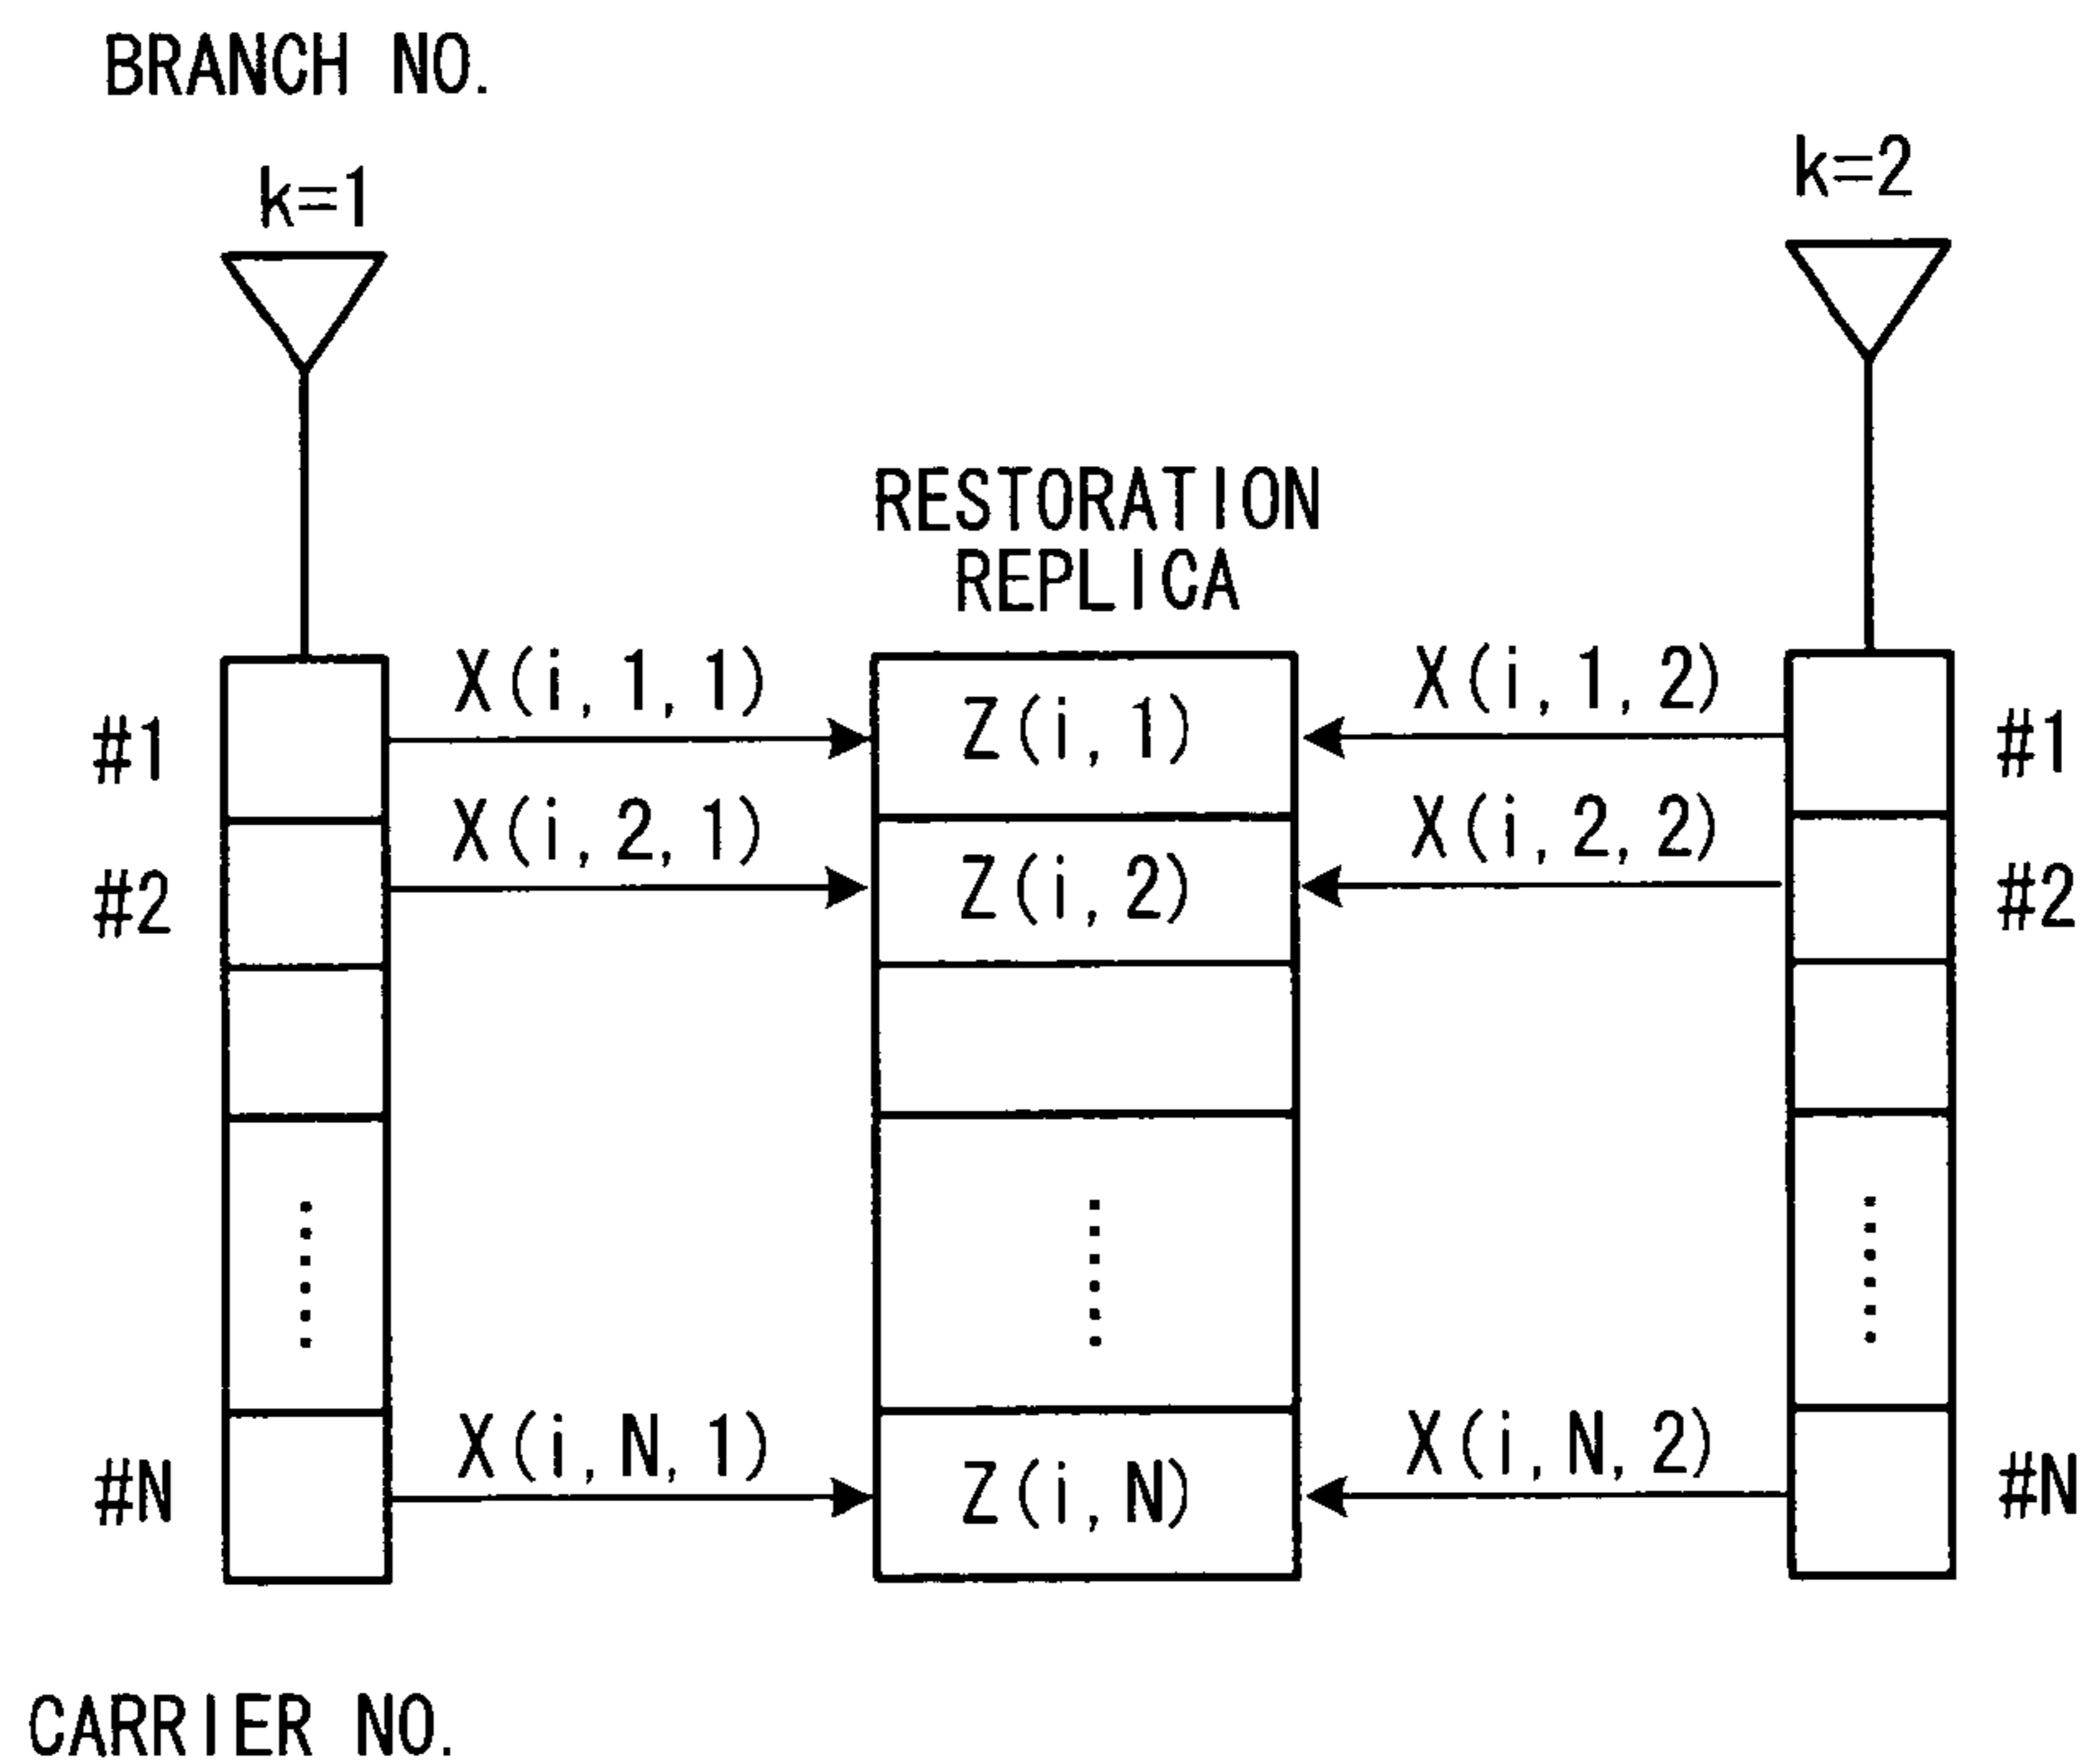 BRANCH NO.
k=1
k=2
RESTORATION
REPLICA
X(i,1,1)
X(i,1,2)
#1
Z(i,1)
#1
X(i,2,1)
X(i,2,2)
#2
Z(i,2)
#2
X(i,N,1)
X(i,N,2)
#N
Z(i,N)
#N
CARRIER NO.